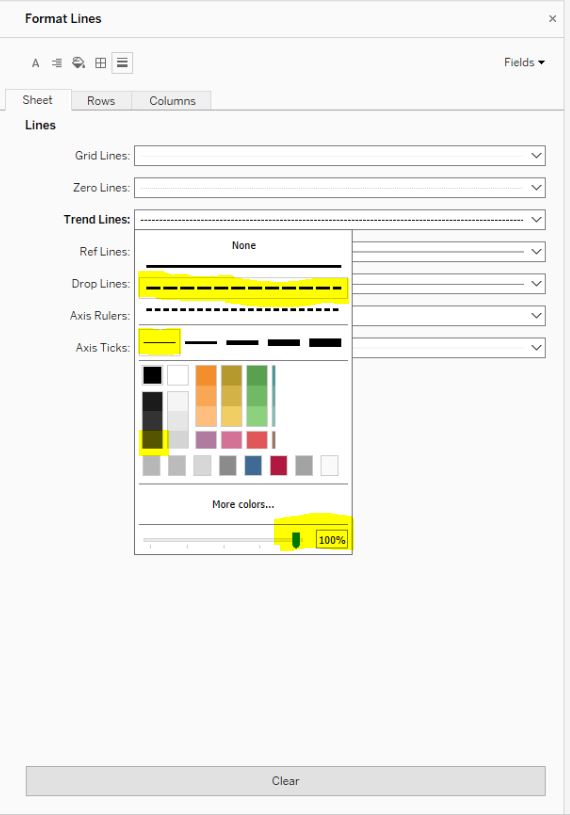 Format Lines
A
Fields
Sheet Rows Columns
Lines
Grid Lines:
Zero Lines:
Trend Lines:
None
Ref Lines:
Drop Lines:
Axis Rulers:
Axis Ticks:
More colors...
100%
Clear